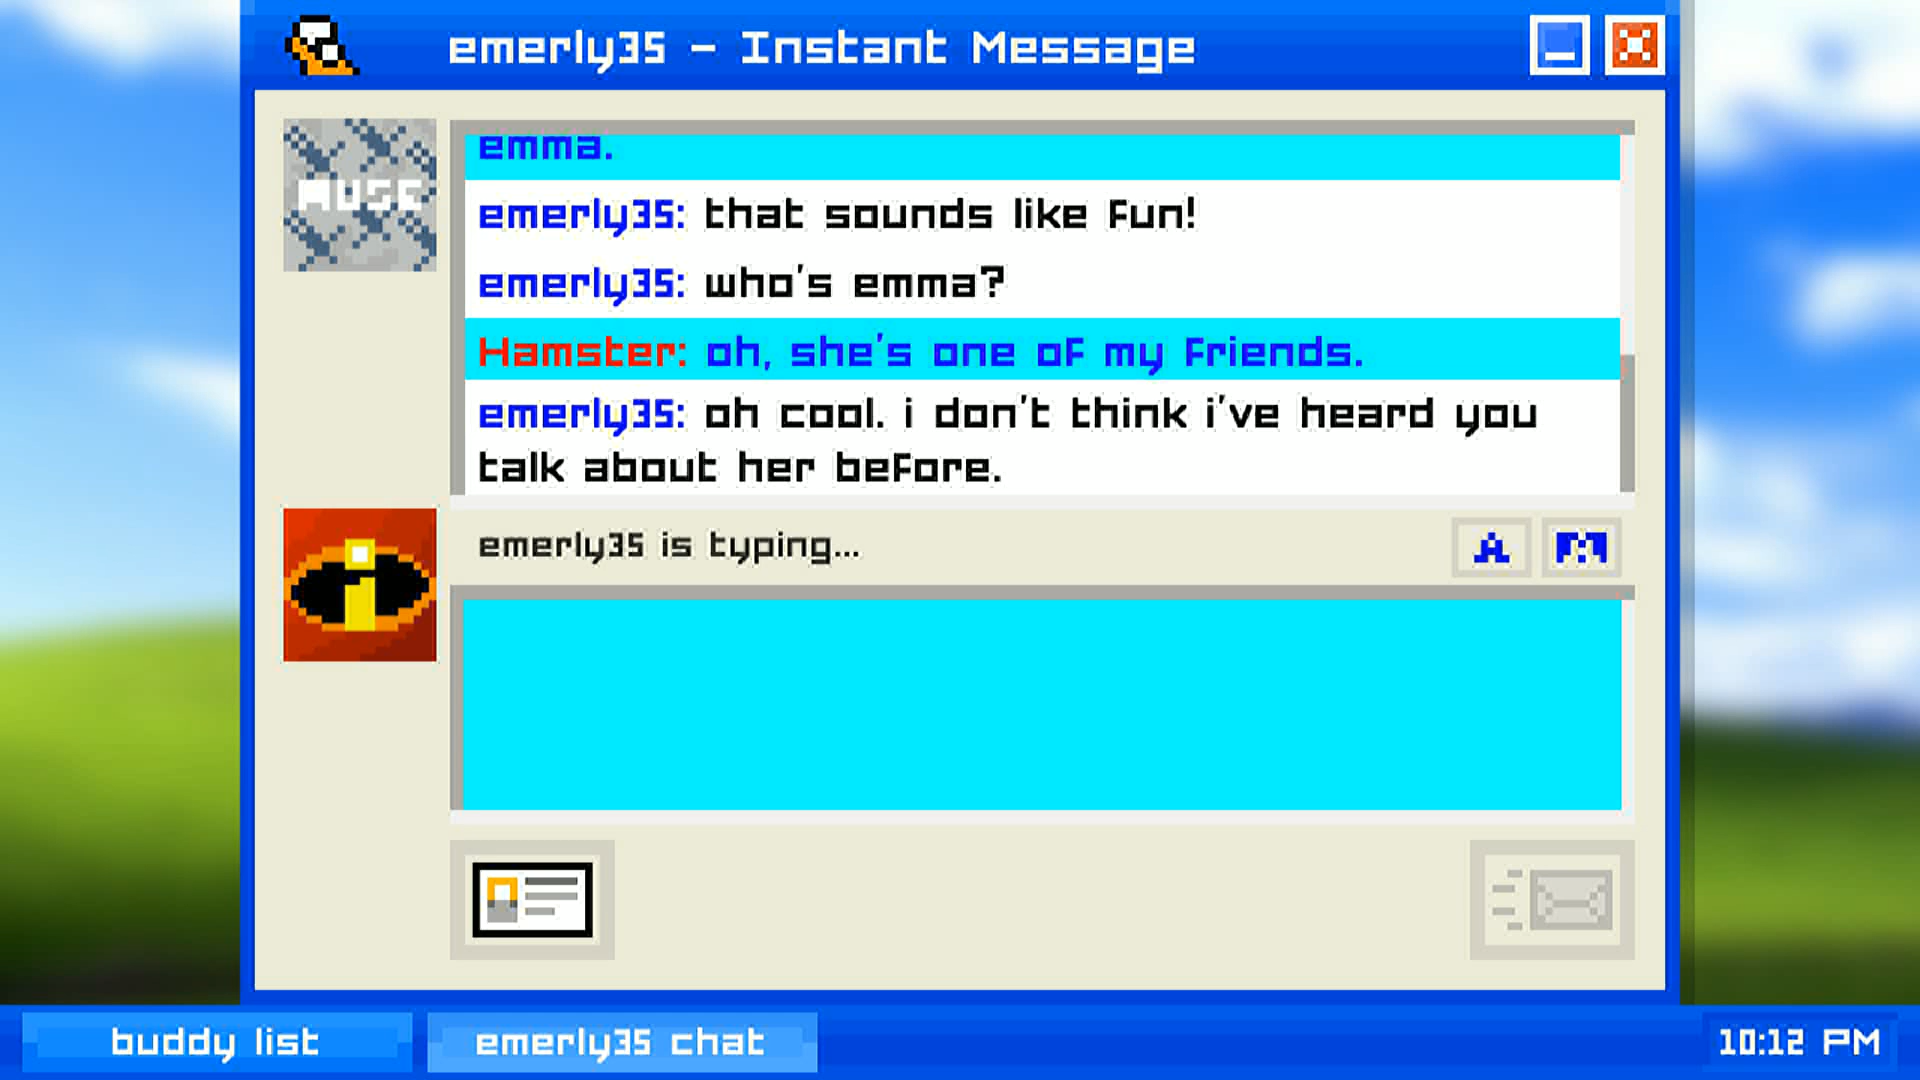 emerly35 - Instant Message
MUSE
emma.
emerly35: that sounds like fun!
emerly35: who's emma?
Hamster: oh, she's one of my friends.
emerly35: oh cool. i don't think i've heard you
talk about her before.
emerly35 is typing...
A
buddy list
emerly35 chat
10:12 PM